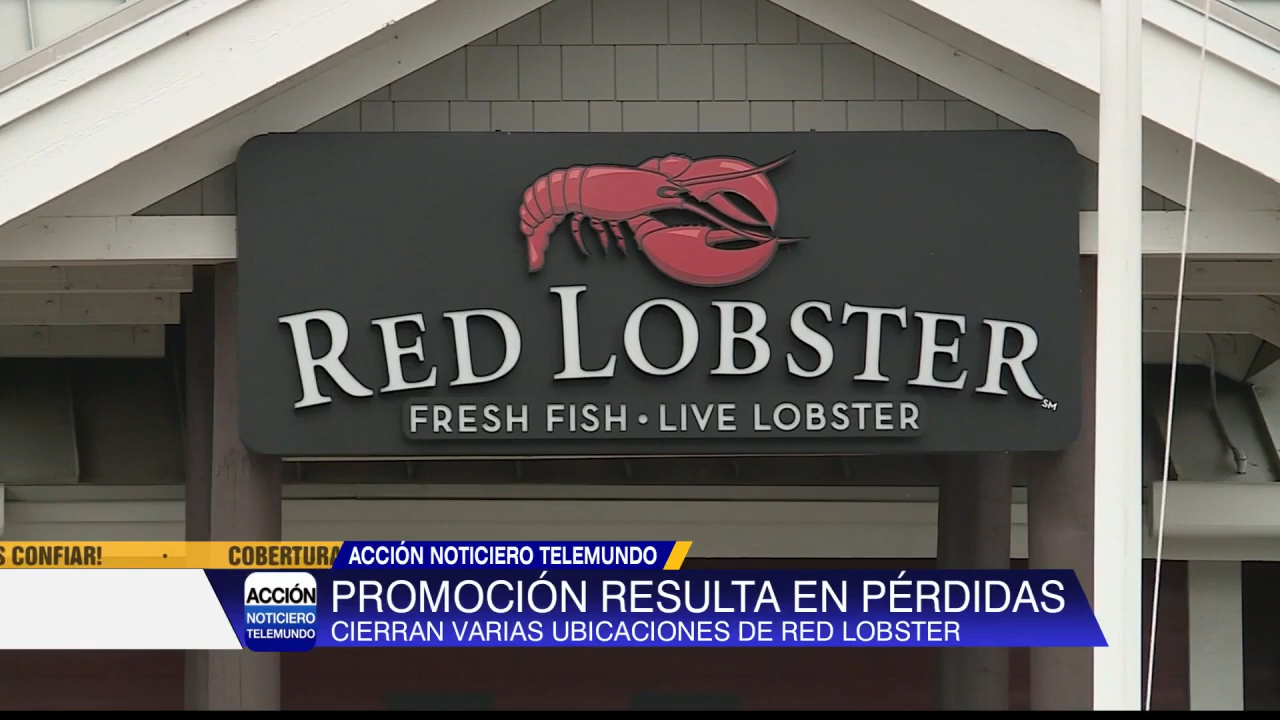 RED LOBSTER
SM
FRESH FISH • LIVE LOBSTER
S CONFIAR! • COBERTURA
ACCIÓN NOTICIERO TELEMUNDO
ACCIÓN
NOTICIERO
TELEMUNDO
PROMOCIÓN RESULTA EN PÉRDIDAS
CIERRAN VARIAS UBICACIONES DE RED LOBSTER